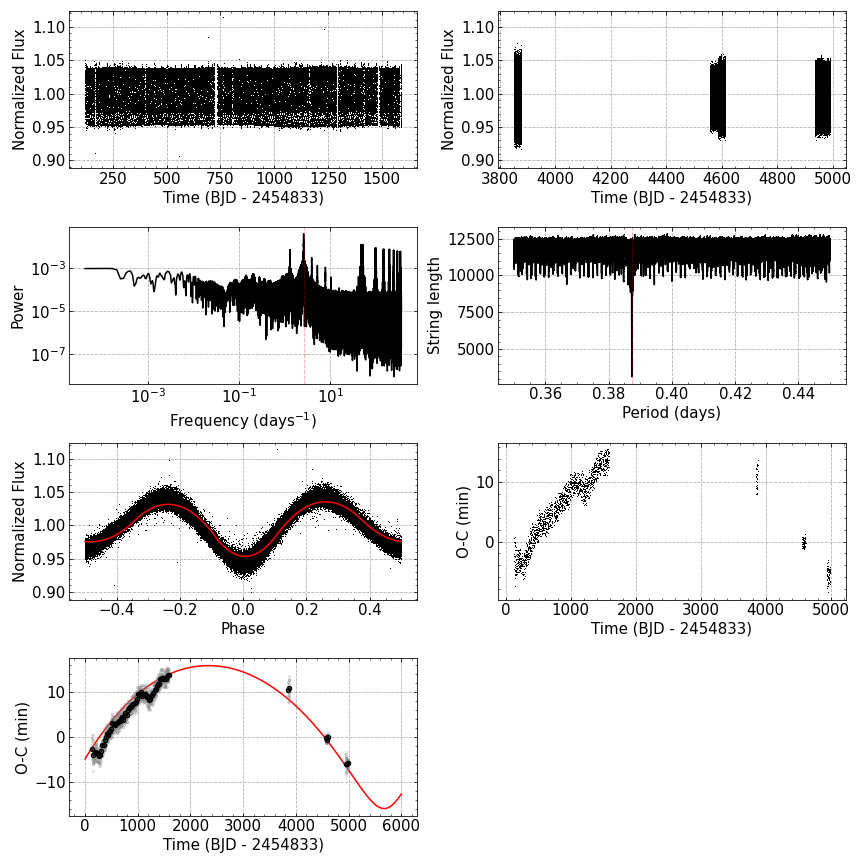 1.10
1.05
1.00
0.95
0.90
Normalized Flux
250 500 750 1000 1250 1500
Time (BJD - 2454833)
1.10
1.05
1.00
0.95
0.90
Normalized Flux
3800 4000 4200 4400 4600 4800 5000
Time (BJD - 2454833)
10⁻³
10⁻⁵
10⁻⁷
Power
10⁻³ 10⁻¹ 10¹
Frequency (days⁻¹)
12500
10000
7500
5000
String length
0.36 0.38 0.40 0.42 0.44
Period (days)
1.10
1.05
1.00
0.95
0.90
Normalized Flux
−0.4 −0.2 0.0 0.2 0.4
Phase
10
0
O-C (min)
0 1000 2000 3000 4000 5000
Time (BJD - 2454833)
10
0
−10
O-C (min)
0 1000 2000 3000 4000 5000 6000
Time (BJD - 2454833)